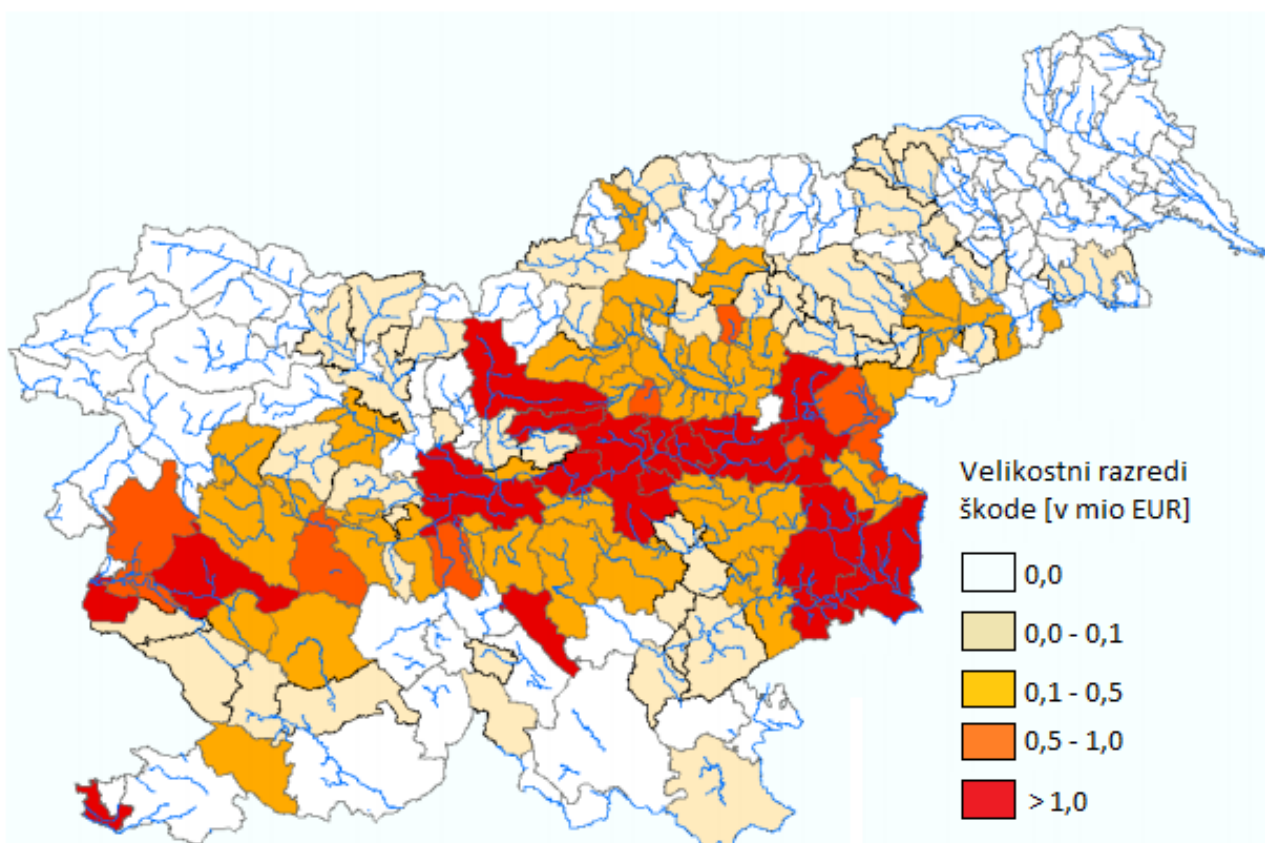 Velikostni razredi
škode [v mio EUR]
0,0
0,0 - 0,1
0,1 - 0,5
0,5 - 1,0
> 1,0